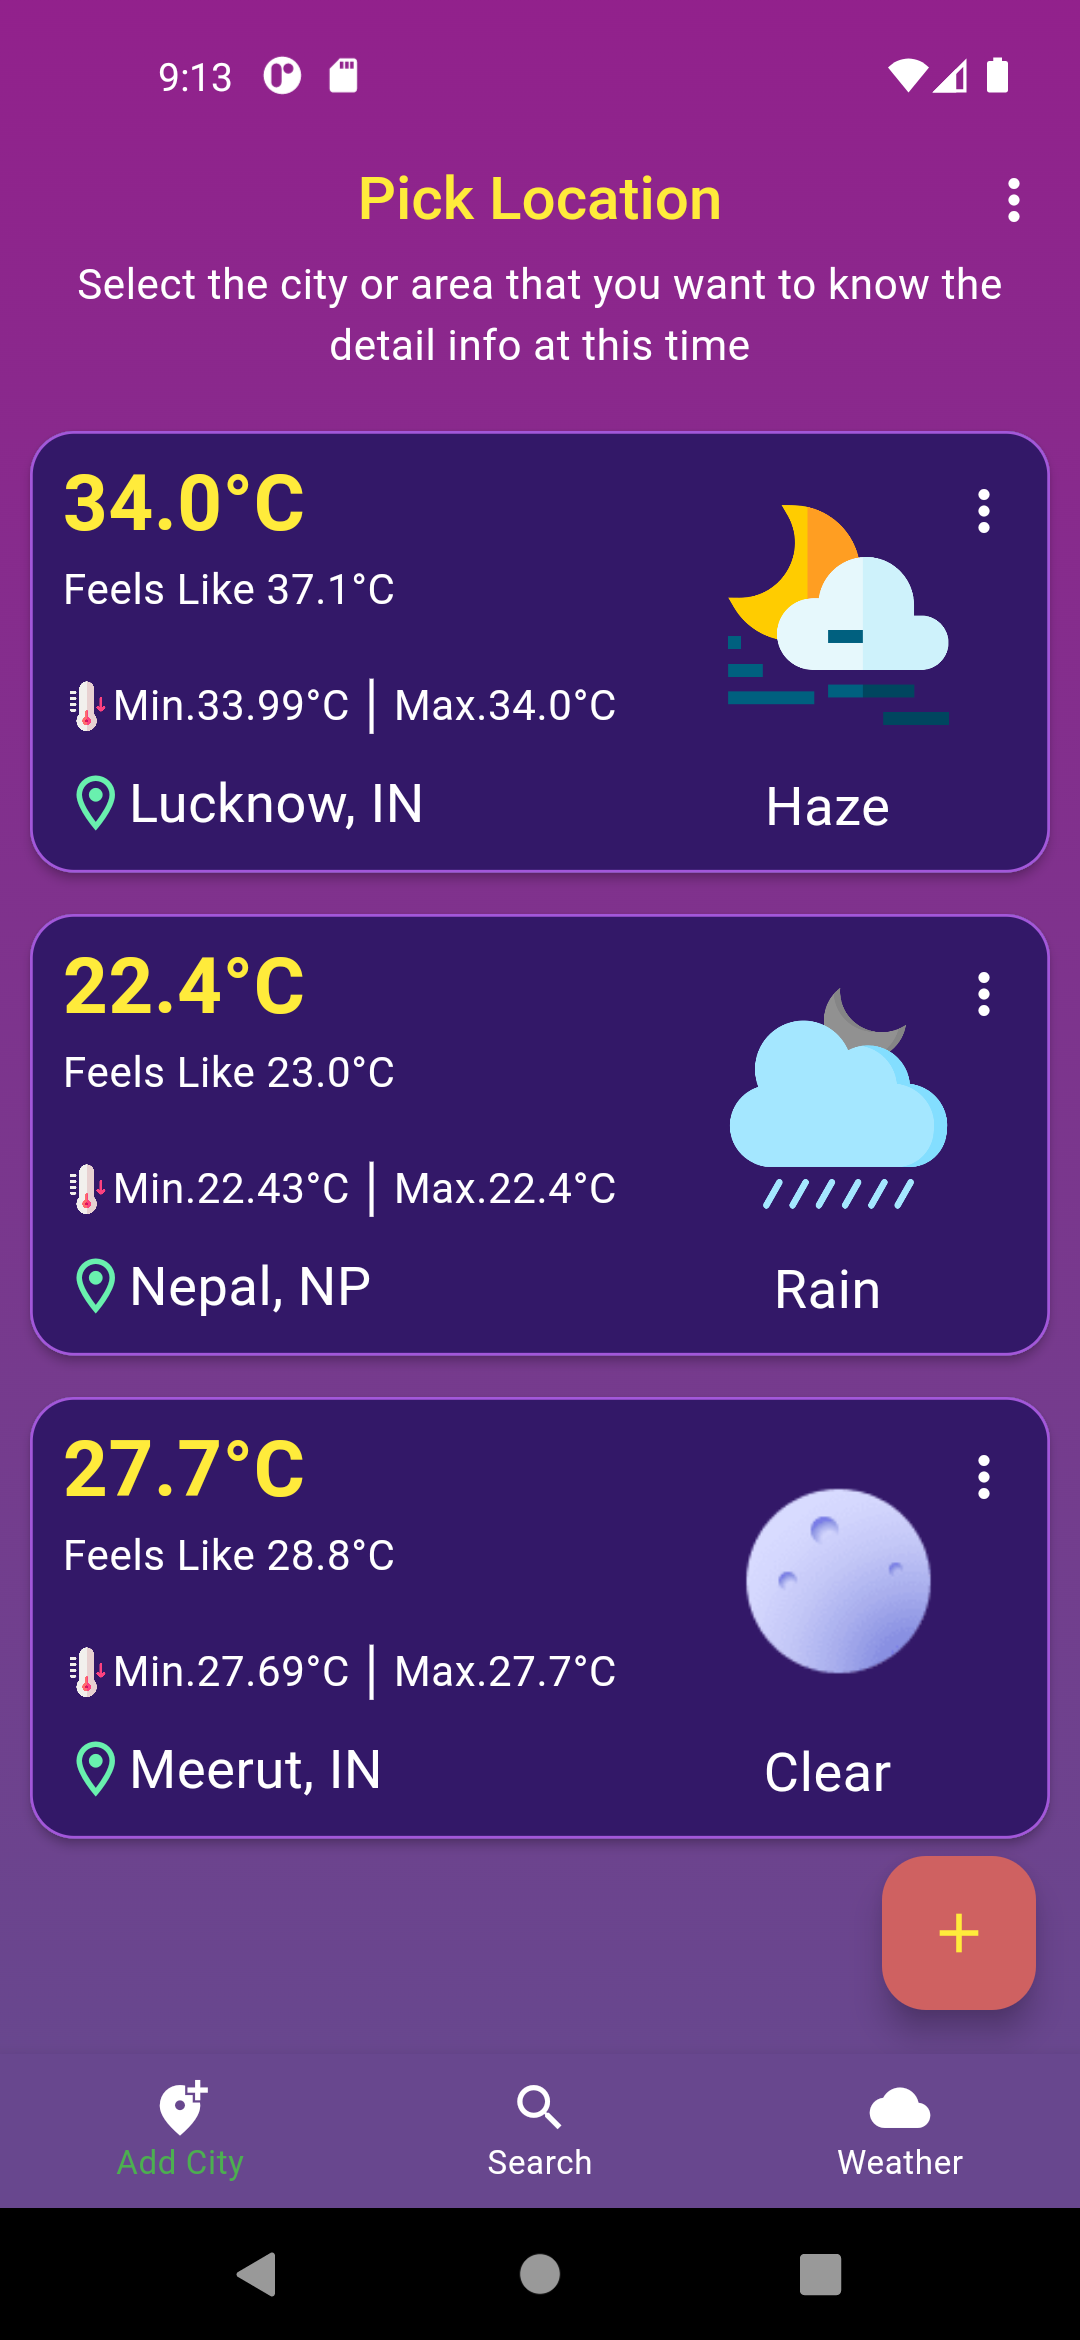 9:13
Pick Location
Select the city or area that you want to know the
detail info at this time
34.0°C
Feels Like 37.1°C
Min.33.99°C | Max.34.0°C
Lucknow, IN
Haze
22.4°C
Feels Like 23.0°C
Min.22.43°C | Max.22.4°C
Nepal, NP
Rain
27.7°C
Feels Like 28.8°C
Min.27.69°C | Max.27.7°C
Meerut, IN
Clear
Add City
Search
Weather